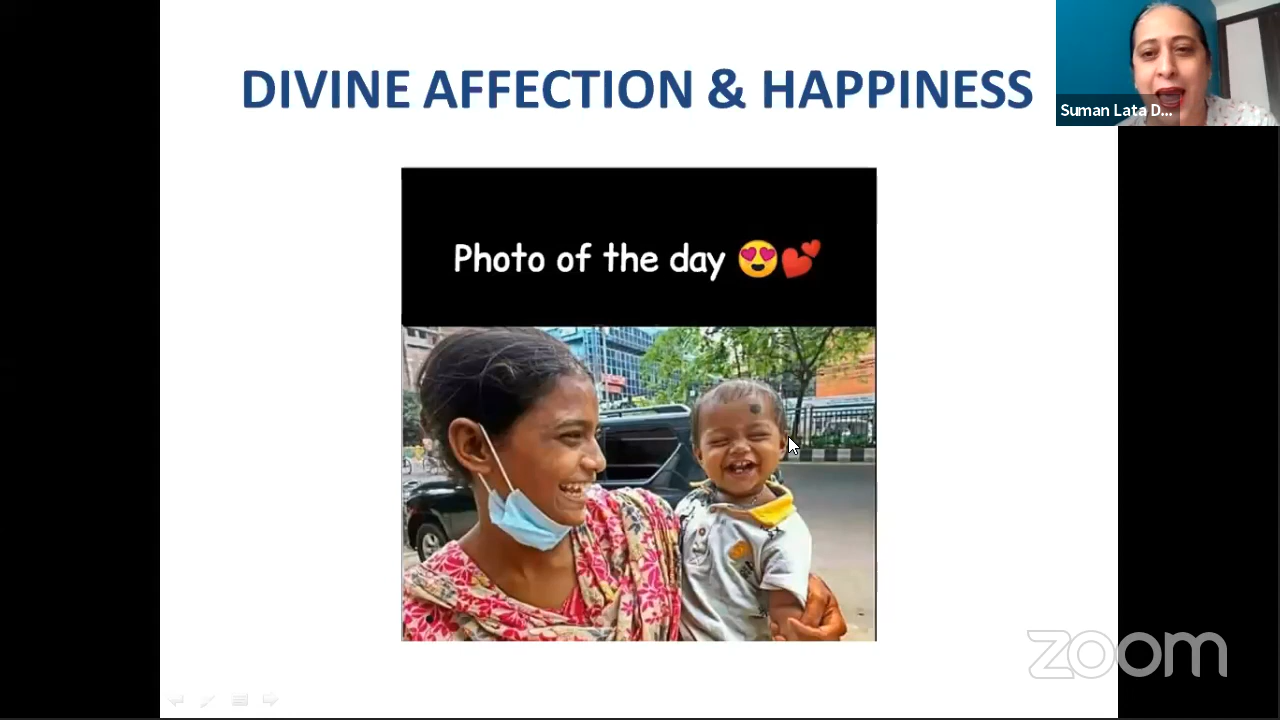 DIVINE AFFECTION & HAPPINESS
Suman Lata D...
Photo of the day 😍💕
zoom